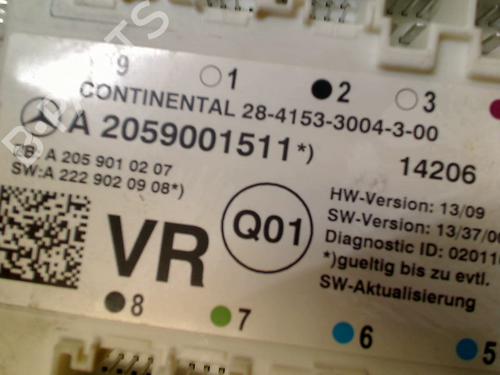 9 1 2 3
CONTINENTAL 28-4153-3004-3-00
A 2059001511*)
14206
ZB: A 205 901 02 07
SW:A 222 902 09 08*)
HW-Version: 13/09
SW-Version: 13/37/00
Diagnostic ID: 02011
*)gueltig bis zu evtl.
SW-Aktualisierung
VR
Q01
8 7 6 5